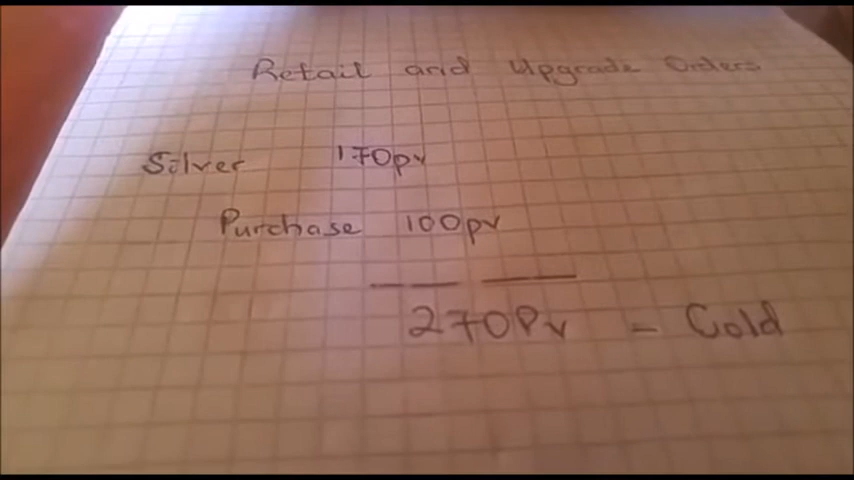 Retail and Upgrade Orders
Silver 170pv
Purchase 100pv
270Pv - Gold